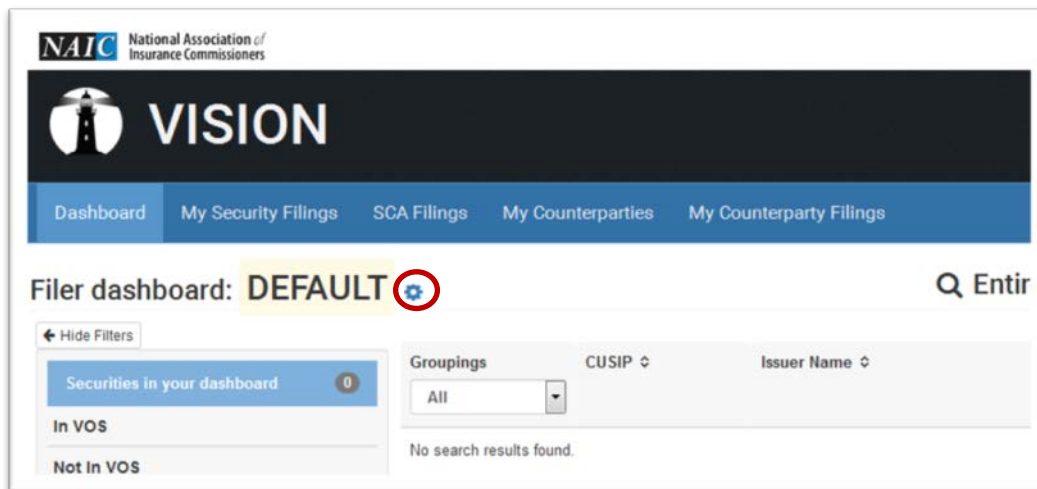 NAIC National Association of
Insurance Commissioners
VISION
Dashboard My Security Filings SCA Filings My Counterparties My Counterparty Filings
Filer dashboard: DEFAULT
Entir
Hide Filters
Securities in your dashboard 0
In VOS
Not In VOS
Groupings CUSIP Issuer Name
All
No search results found.